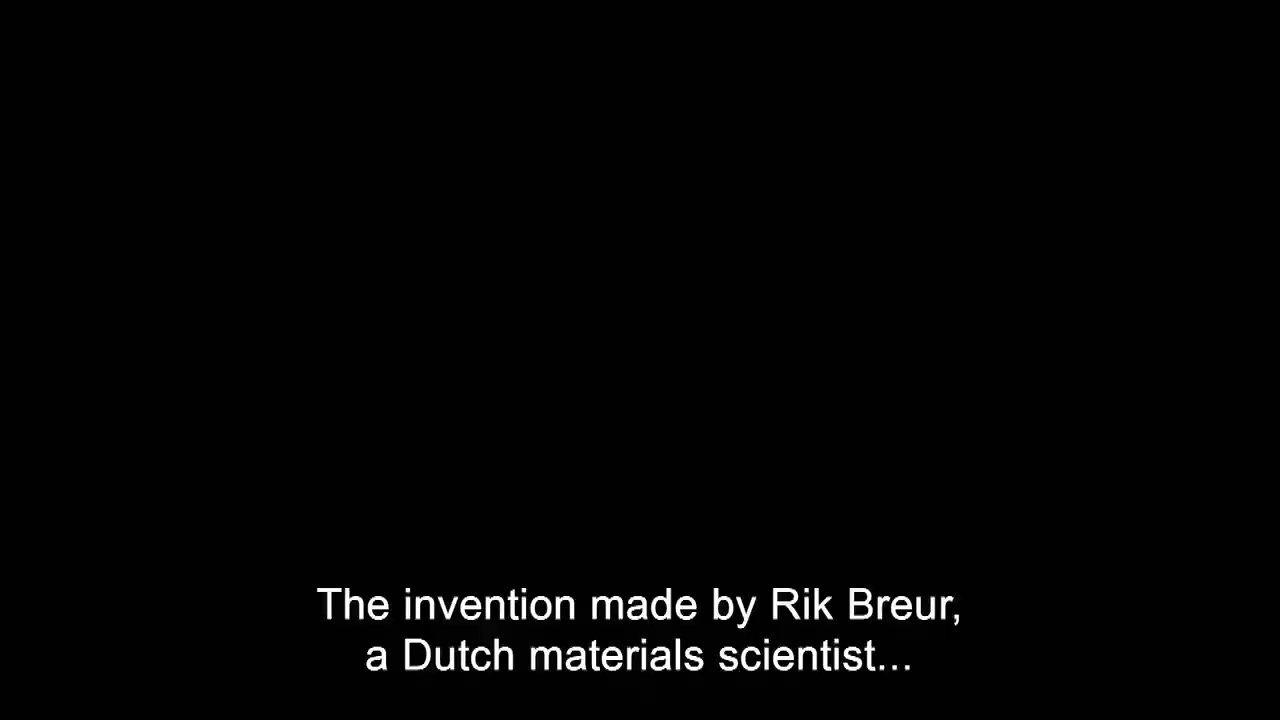 The invention made by Rik Breur,
a Dutch materials scientist...